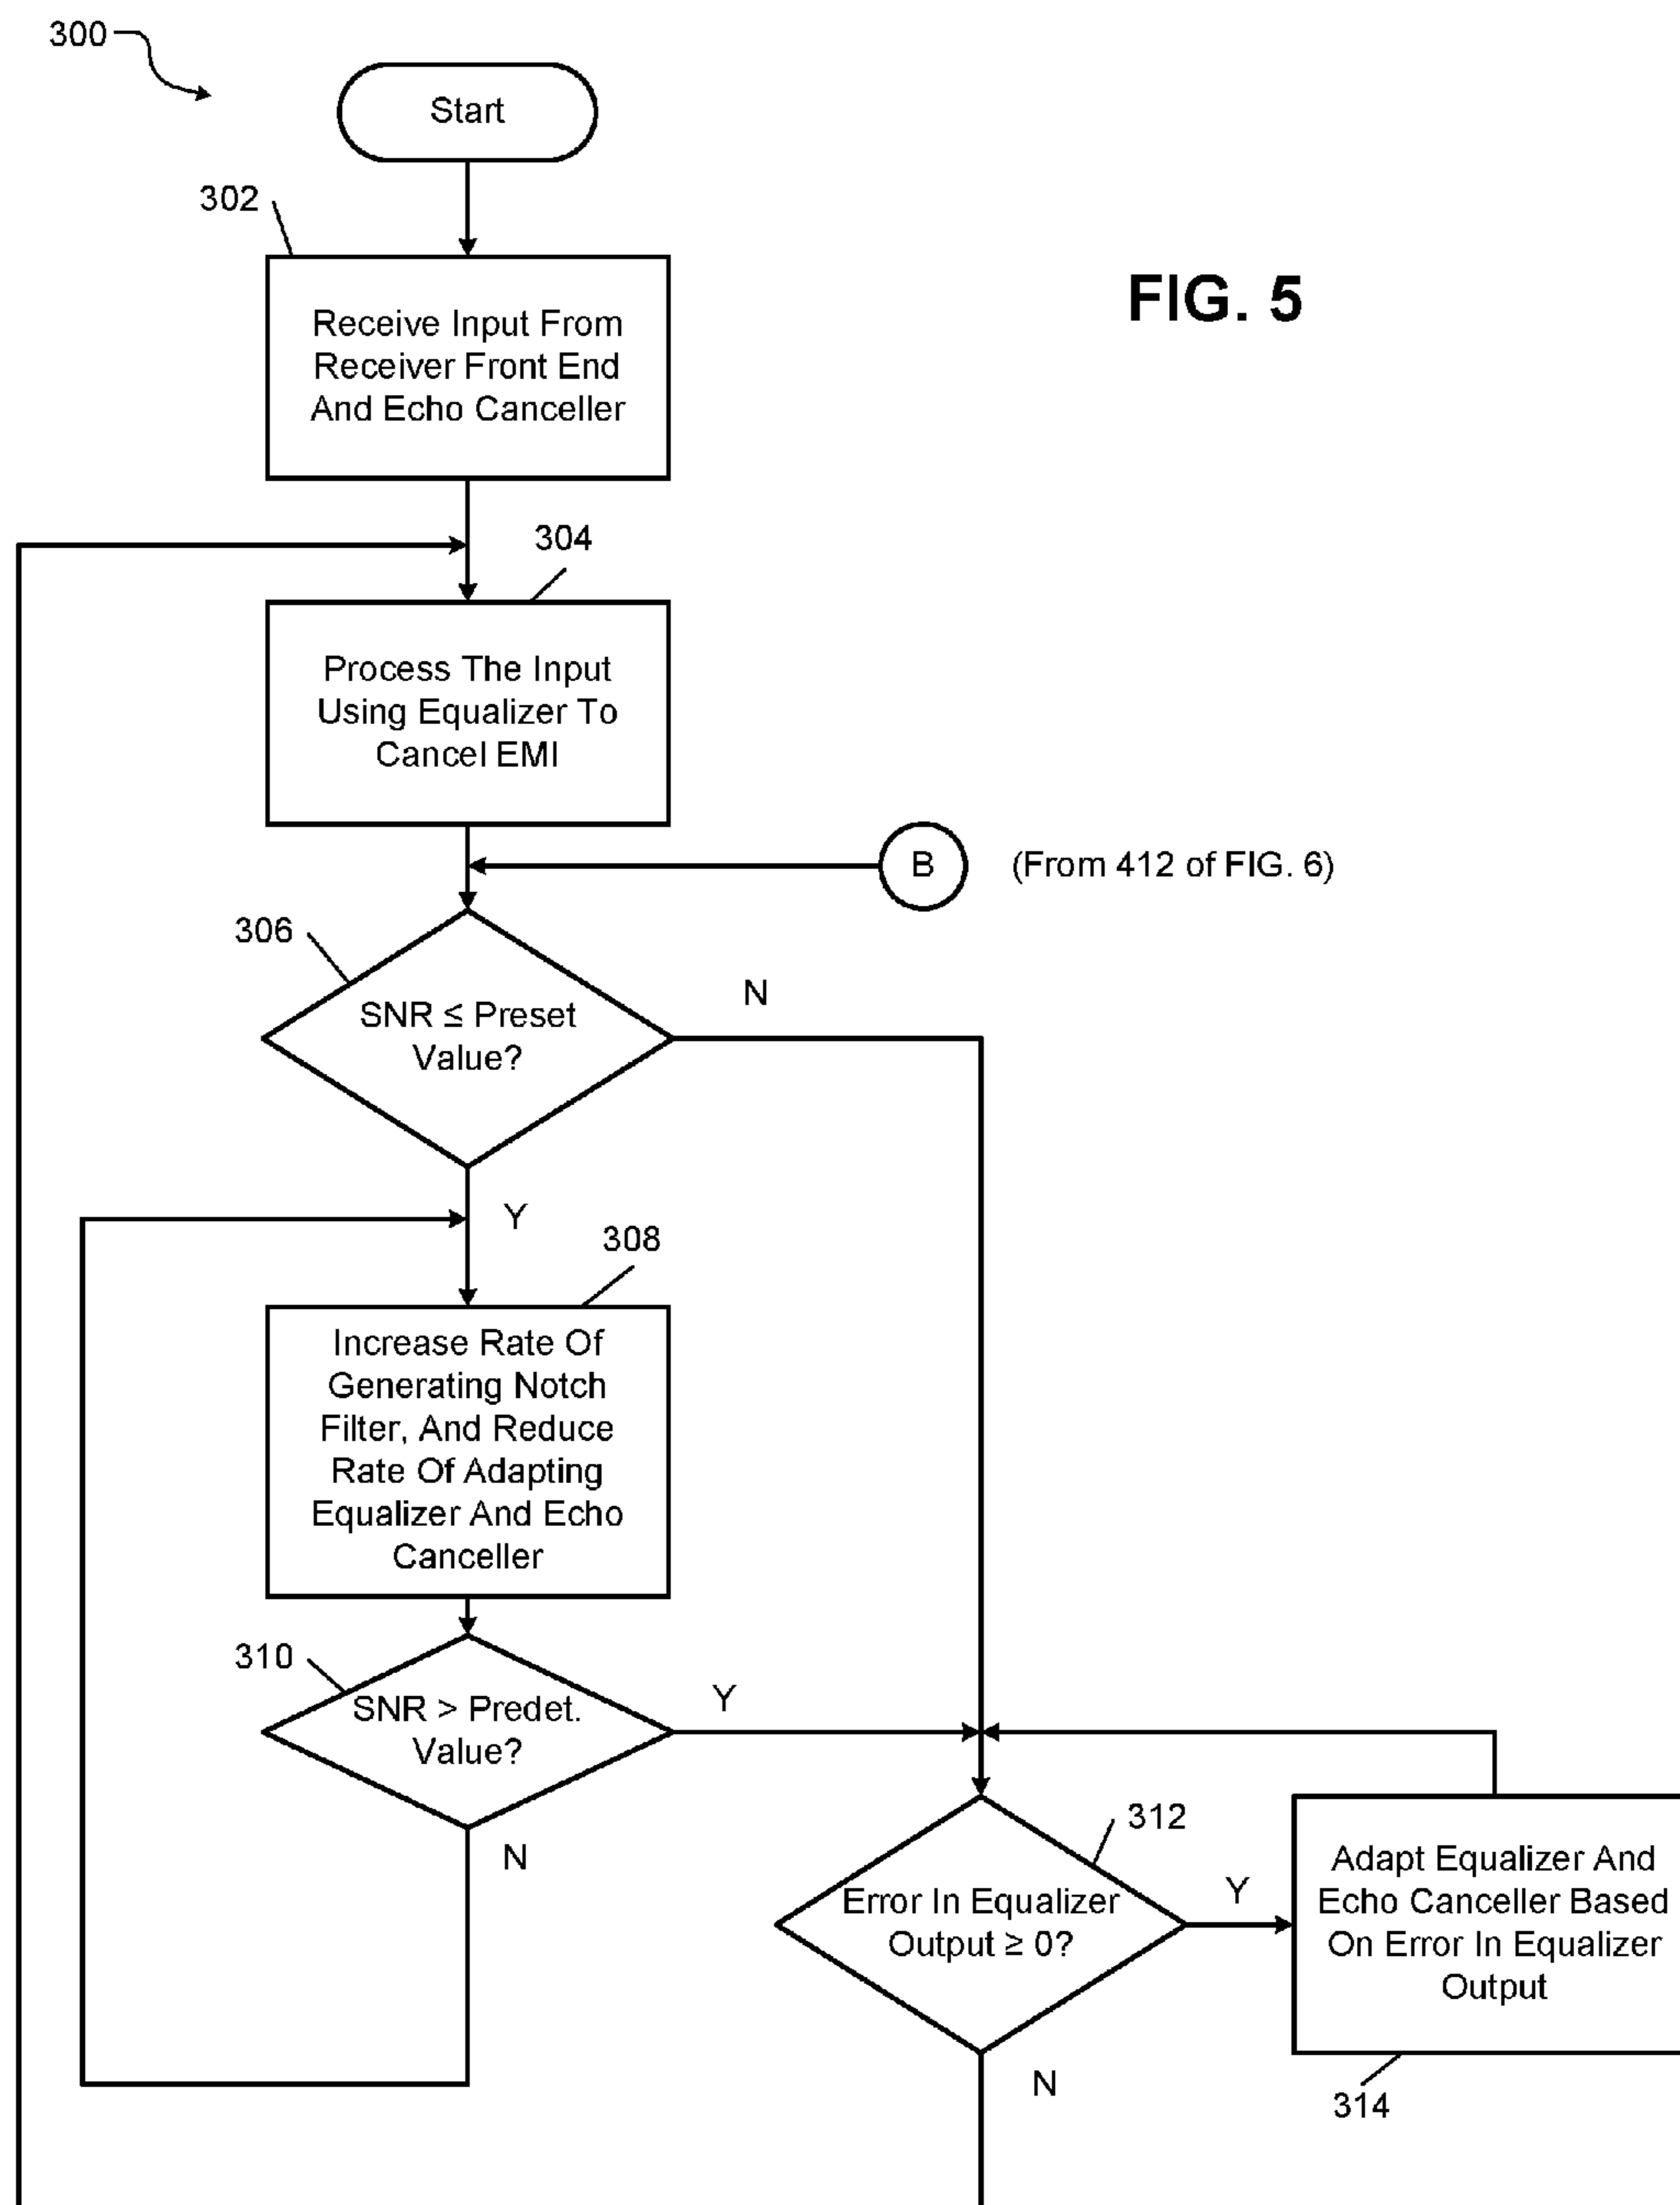 300
Start
302
Receive Input From
Receiver Front End
And Echo Canceller
FIG. 5
304
Process The Input
Using Equalizer To
Cancel EMI
B
(From 412 of FIG. 6)
306
SNR ≤ Preset
Value?
N
Y
308
Increase Rate Of
Generating Notch
Filter, And Reduce
Rate Of Adapting
Equalizer And Echo
Canceller
310
SNR > Predet.
Value?
Y
N
312
Error In Equalizer
Output ≥ 0?
Y
N
Adapt Equalizer And
Echo Canceller Based
On Error In Equalizer
Output
314